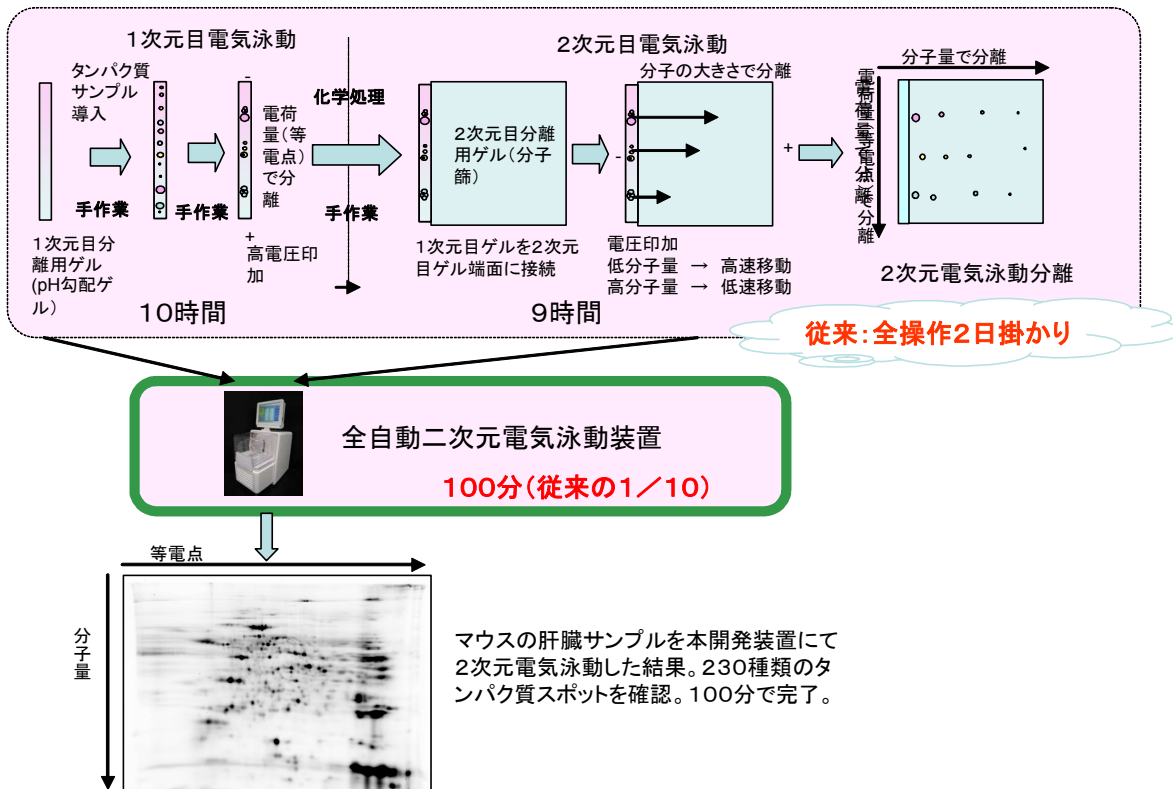 1次元目電気泳動
2次元目電気泳動
タンパク質
サンプル
導入
手作業
1次元目分
離用ゲル
(pH勾配ゲ
ル)
手作業
-
電荷
量(等
電点)
で分
離
+
高電圧印
加
10時間
化学処理
手作業
2次元目分離
用ゲル(分子
篩)
1次元目ゲルを2次元
目ゲル端面に接続
9時間
分子の大きさで分離
-
+
電圧印加
低分子量 → 高速移動
高分子量 → 低速移動
分子量で分離
電荷量(等電点)で分離
電荷量で分離
2次元電気泳動分離
従来:全操作2日掛かり
全自動二次元電気泳動装置
100分(従来の1/10)
等電点
分子量
マウスの肝臓サンプルを本開発装置にて
2次元電気泳動した結果。230種類のタ
ンパク質スポットを確認。100分で完了。